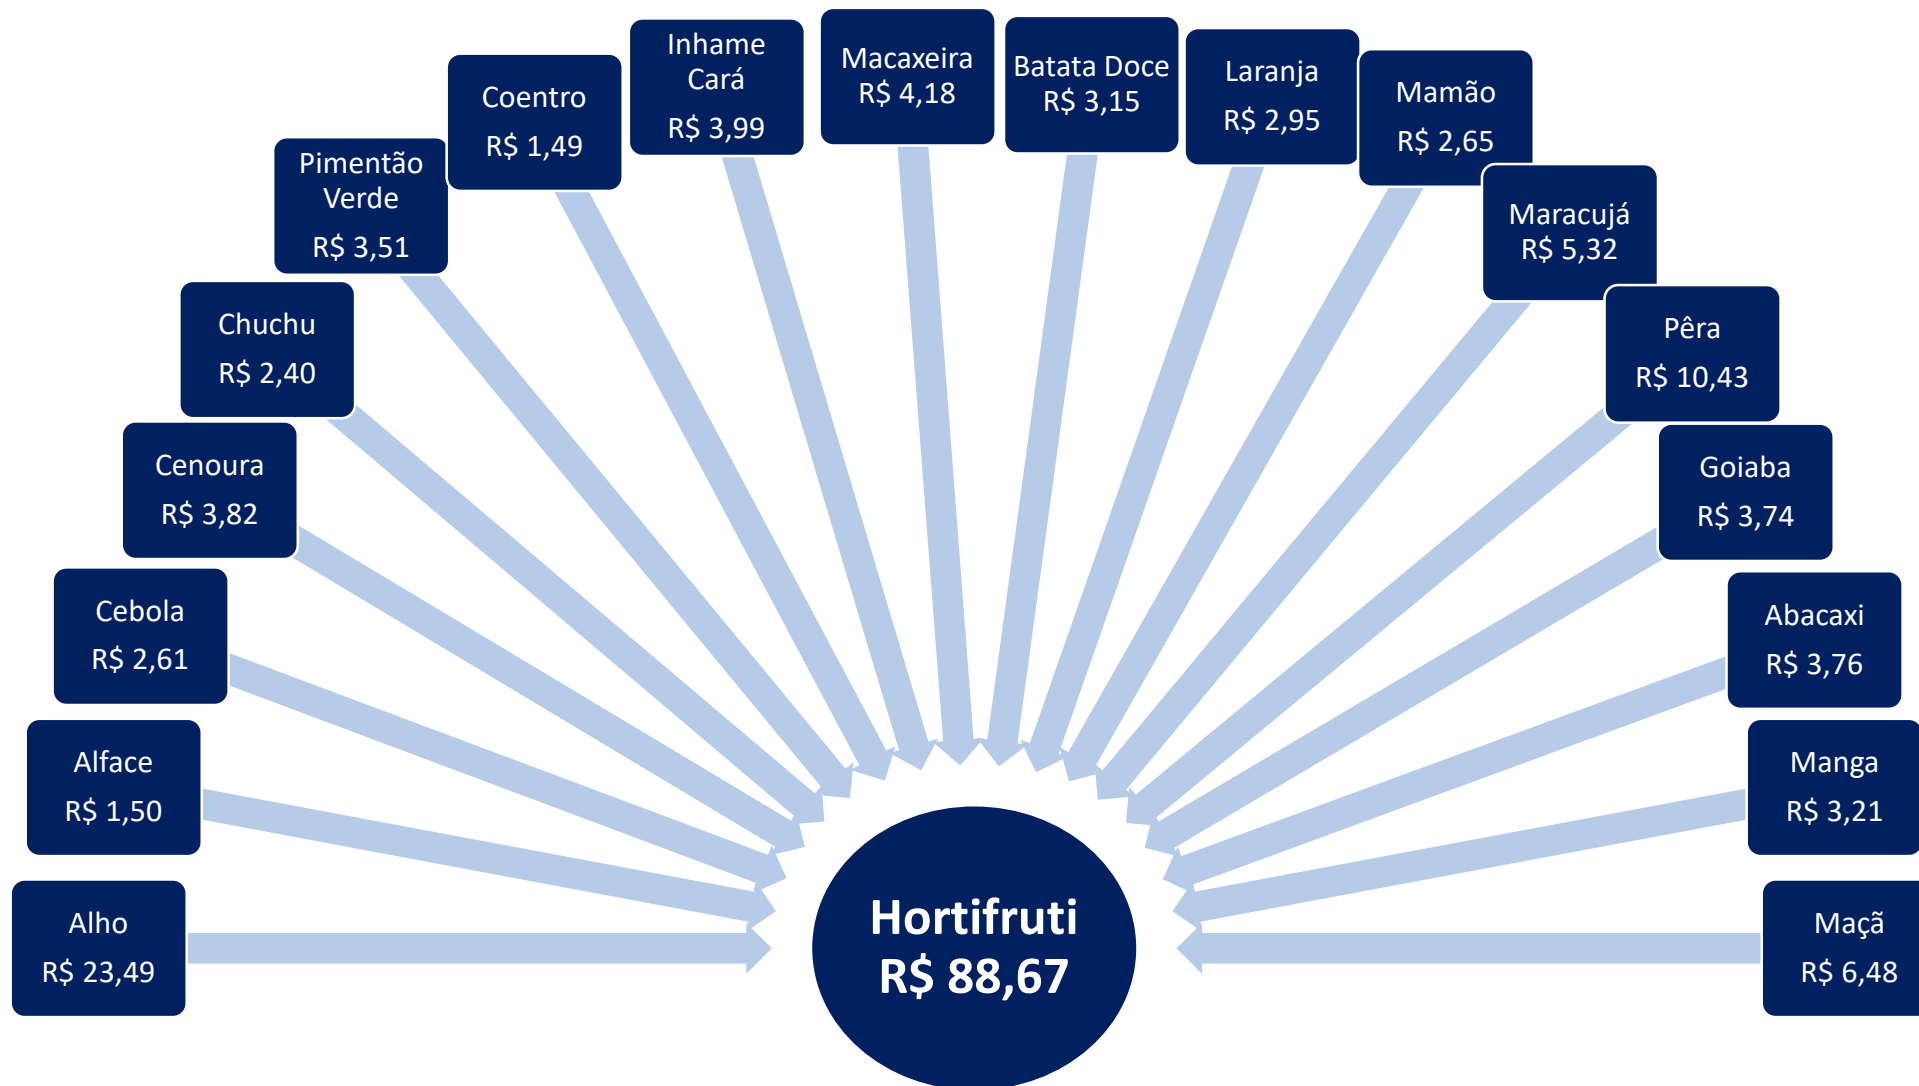 Alho
R$ 23,49
Alface
R$ 1,50
Cebola
R$ 2,61
Cenoura
R$ 3,82
Chuchu
R$ 2,40
Pimentão
Verde
R$ 3,51
Coentro
R$ 1,49
Inhame
Cará
R$ 3,99
Macaxeira
R$ 4,18
Batata Doce
R$ 3,15
Laranja
R$ 2,95
Mamão
R$ 2,65
Maracujá
R$ 5,32
Pêra
R$ 10,43
Goiaba
R$ 3,74
Abacaxi
R$ 3,76
Manga
R$ 3,21
Maçã
R$ 6,48
Hortifruti
R$ 88,67